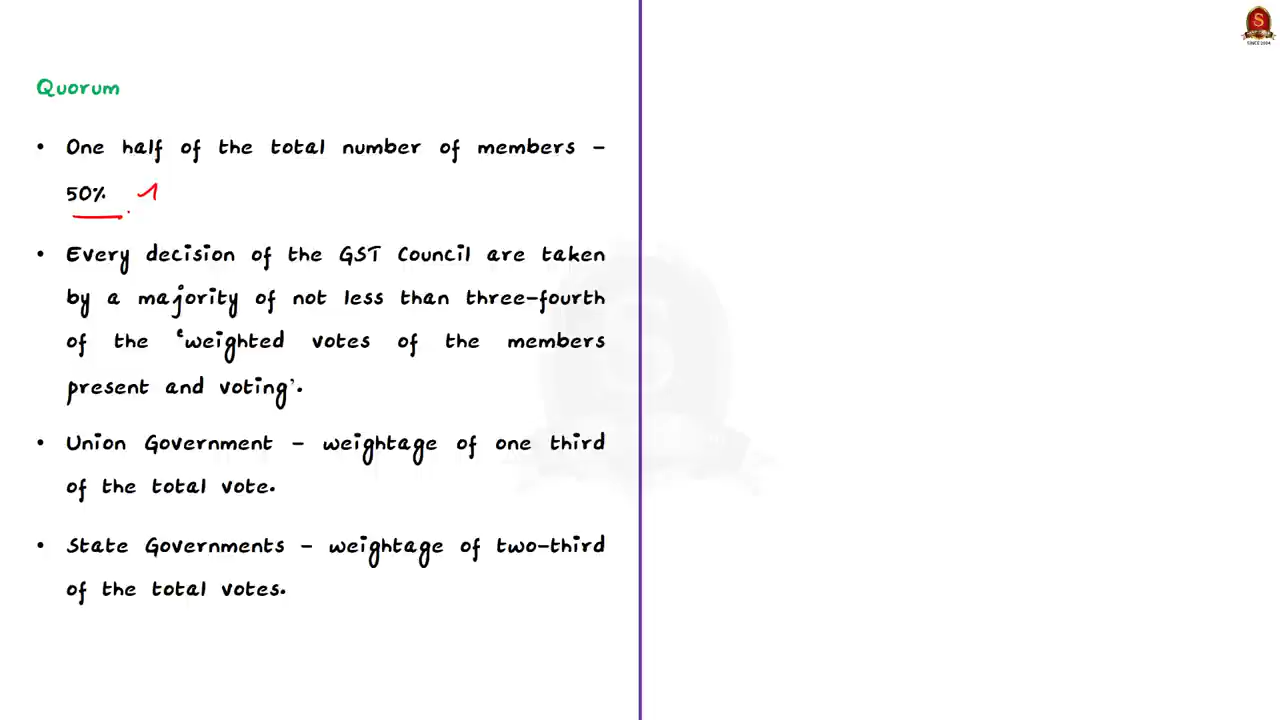 Quorum
• One half of the total number of members –
50%
• Every decision of the GST Council are taken
by a majority of not less than three-fourth
of the ‘weighted votes of the members
present and voting’.
• Union Government – weightage of one third
of the total vote.
• State Governments – weightage of two-third
of the total votes.
S
SINCE 2004